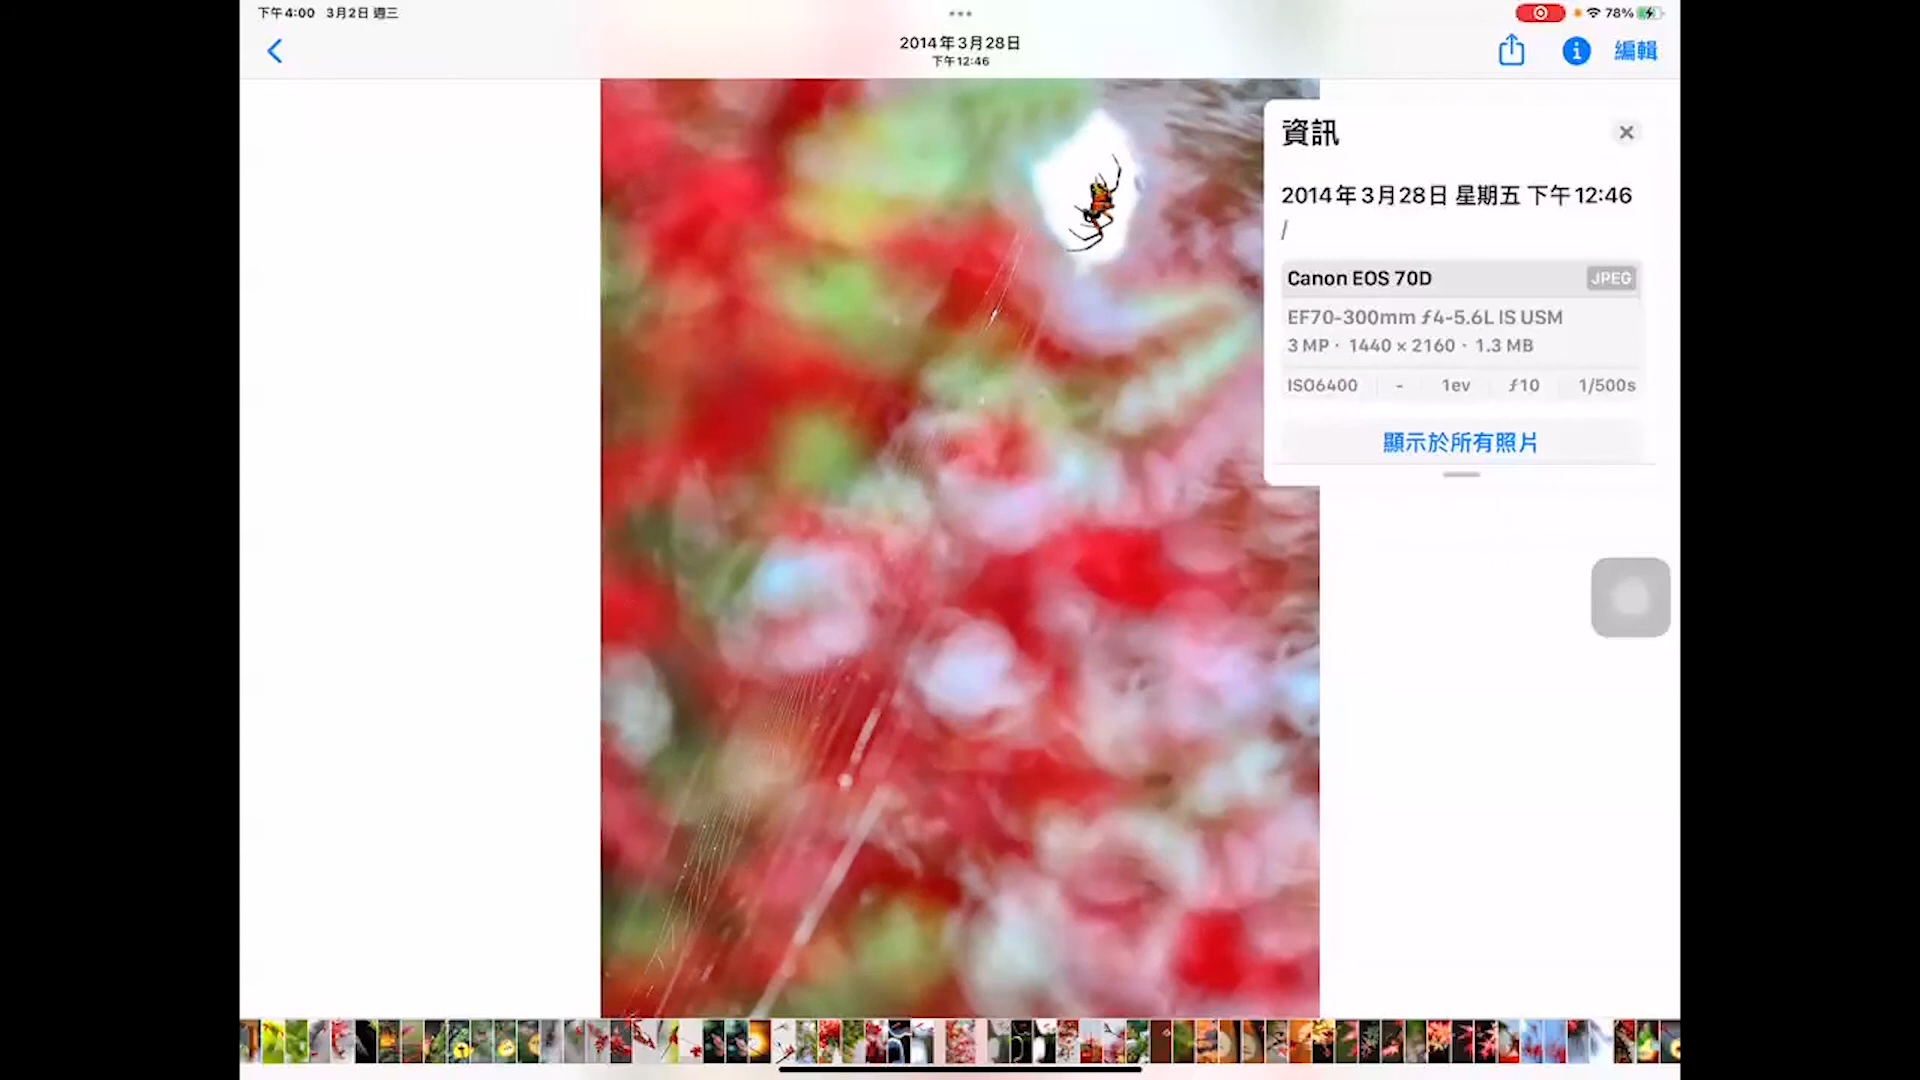 下午4:00 3月2日 週三
78%
2014年3月28日
下午12:46
編輯
資訊
2014年3月28日 星期五 下午12:46
/
Canon EOS 70D
JPEG
EF70-300mm ƒ4-5.6L IS USM
3 MP · 1440 × 2160 · 1.3 MB
ISO6400 - 1ev ƒ10 1/500s
顯示於所有照片